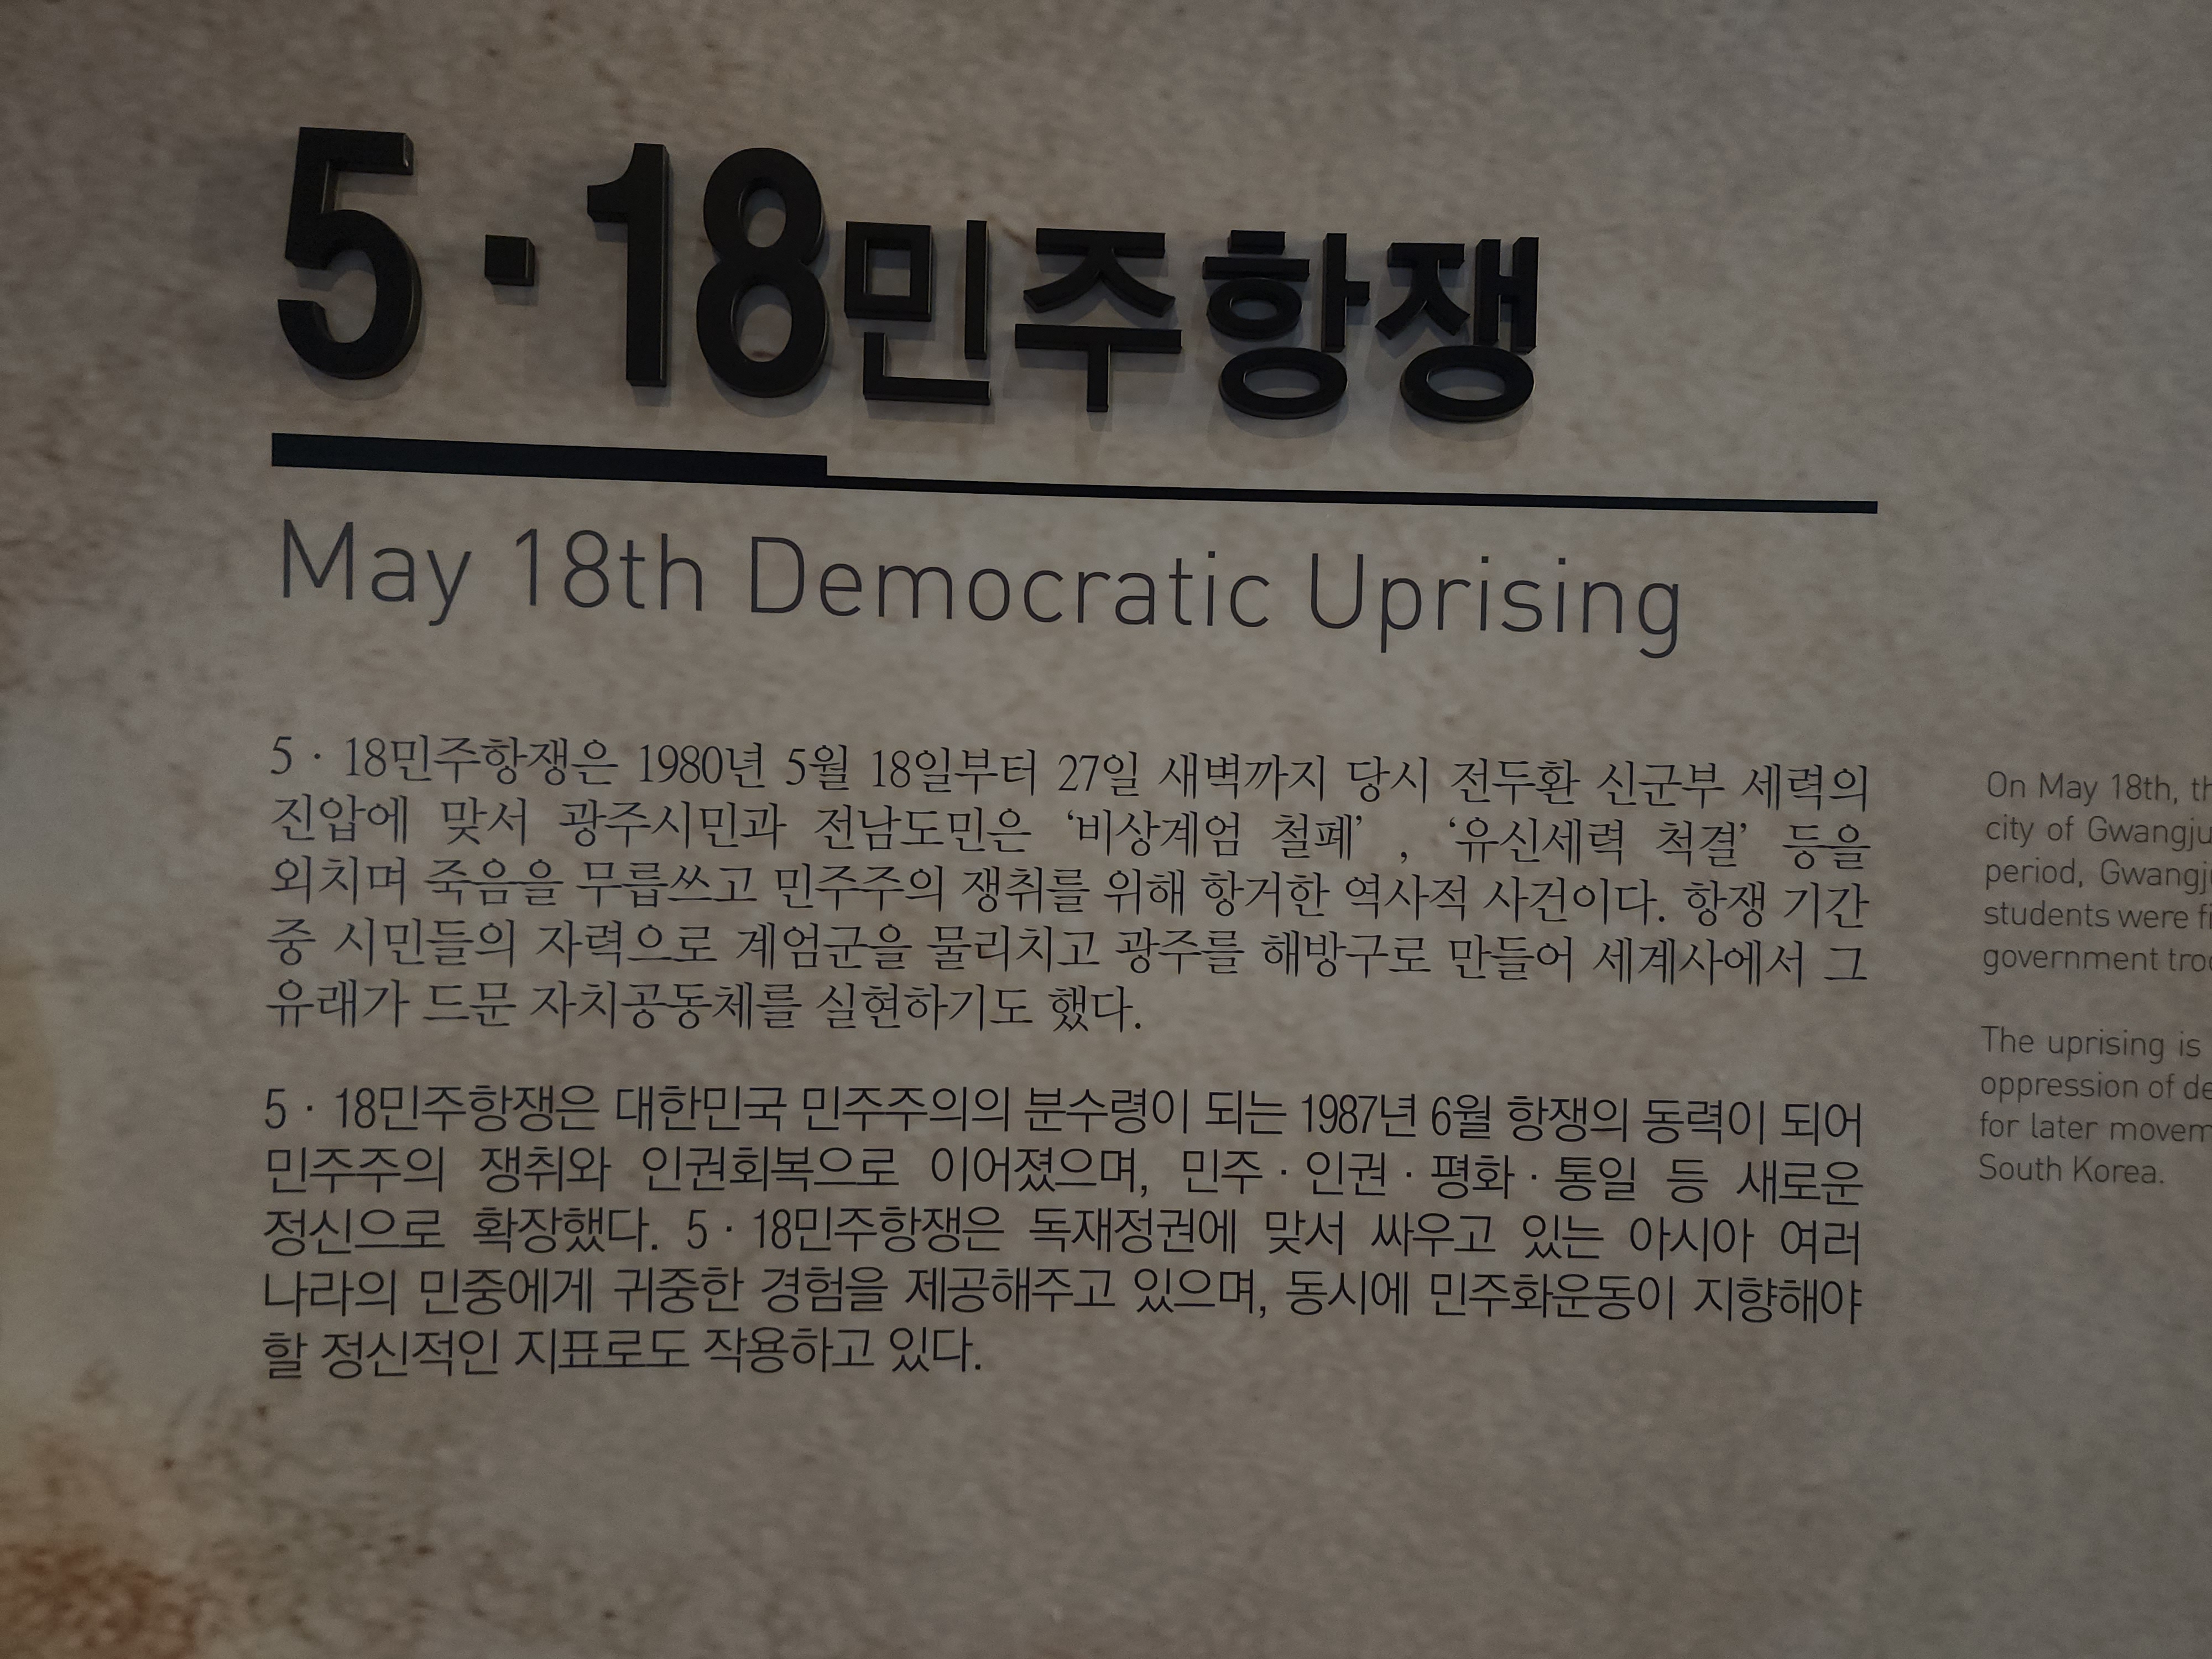 5·18민주항쟁
May 18th Democratic Uprising
5·18민주항쟁은 1980년 5월 18일부터 27일 새벽까지 당시 전두환 신군부 세력의
진압에 맞서 광주시민과 전남도민은 ‘비상계엄 철폐’, ‘유신세력 척결’ 등을
외치며 죽음을 무릅쓰고 민주주의 쟁취를 위해 항거한 역사적 사건이다. 항쟁 기간
중 시민들의 자력으로 계엄군을 물리치고 광주를 해방구로 만들어 세계사에서 그
유래가 드문 자치공동체를 실현하기도 했다.
5·18민주항쟁은 대한민국 민주주의의 분수령이 되는 1987년 6월 항쟁의 동력이 되어
민주주의 쟁취와 인권회복으로 이어졌으며, 민주·인권·평화·통일 등 새로운
정신으로 확장했다. 5·18민주항쟁은 독재정권에 맞서 싸우고 있는 아시아 여러
나라의 민중에게 귀중한 경험을 제공해주고 있으며, 동시에 민주화운동이 지향해야
할 정신적인 지표로도 작용하고 있다.
On May 18th,
city of Gwangju
period,
students were
government
The uprising is
oppression of
for later
South Korea.